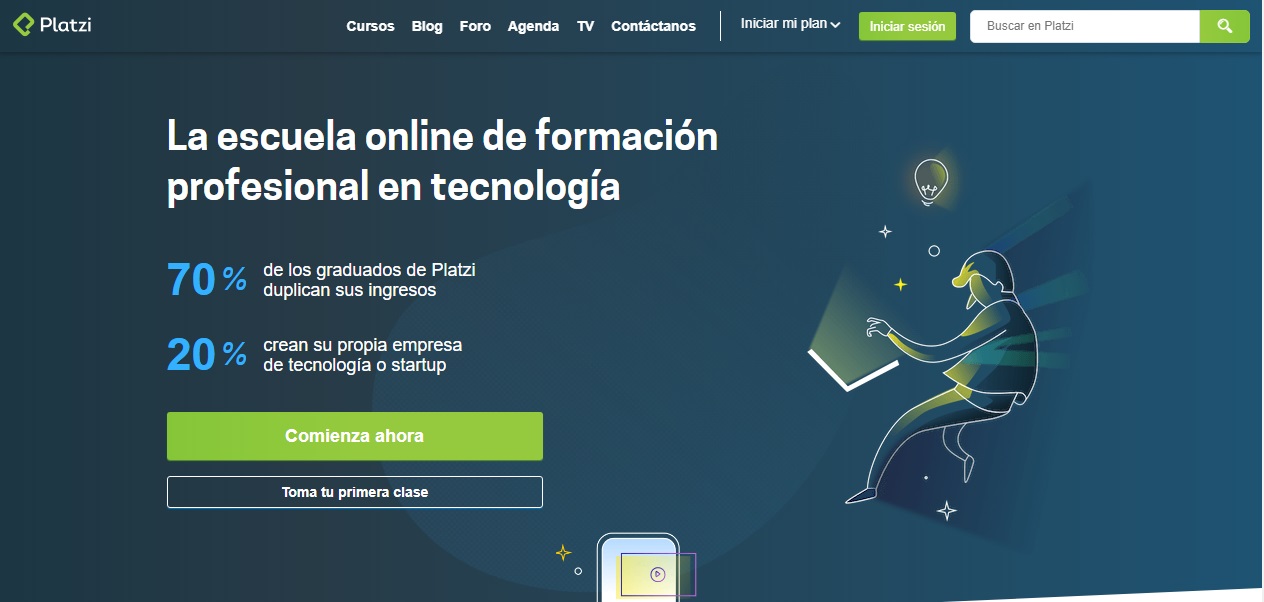 Platzi
Cursos Blog Foro Agenda TV Contáctanos
Iniciar mi plan
Iniciar sesión
Buscar en Platzi
La escuela online de formación
profesional en tecnología
70 % de los graduados de Platzi
duplican sus ingresos
20 % crean su propia empresa
de tecnología o startup
Comienza ahora
Toma tu primera clase